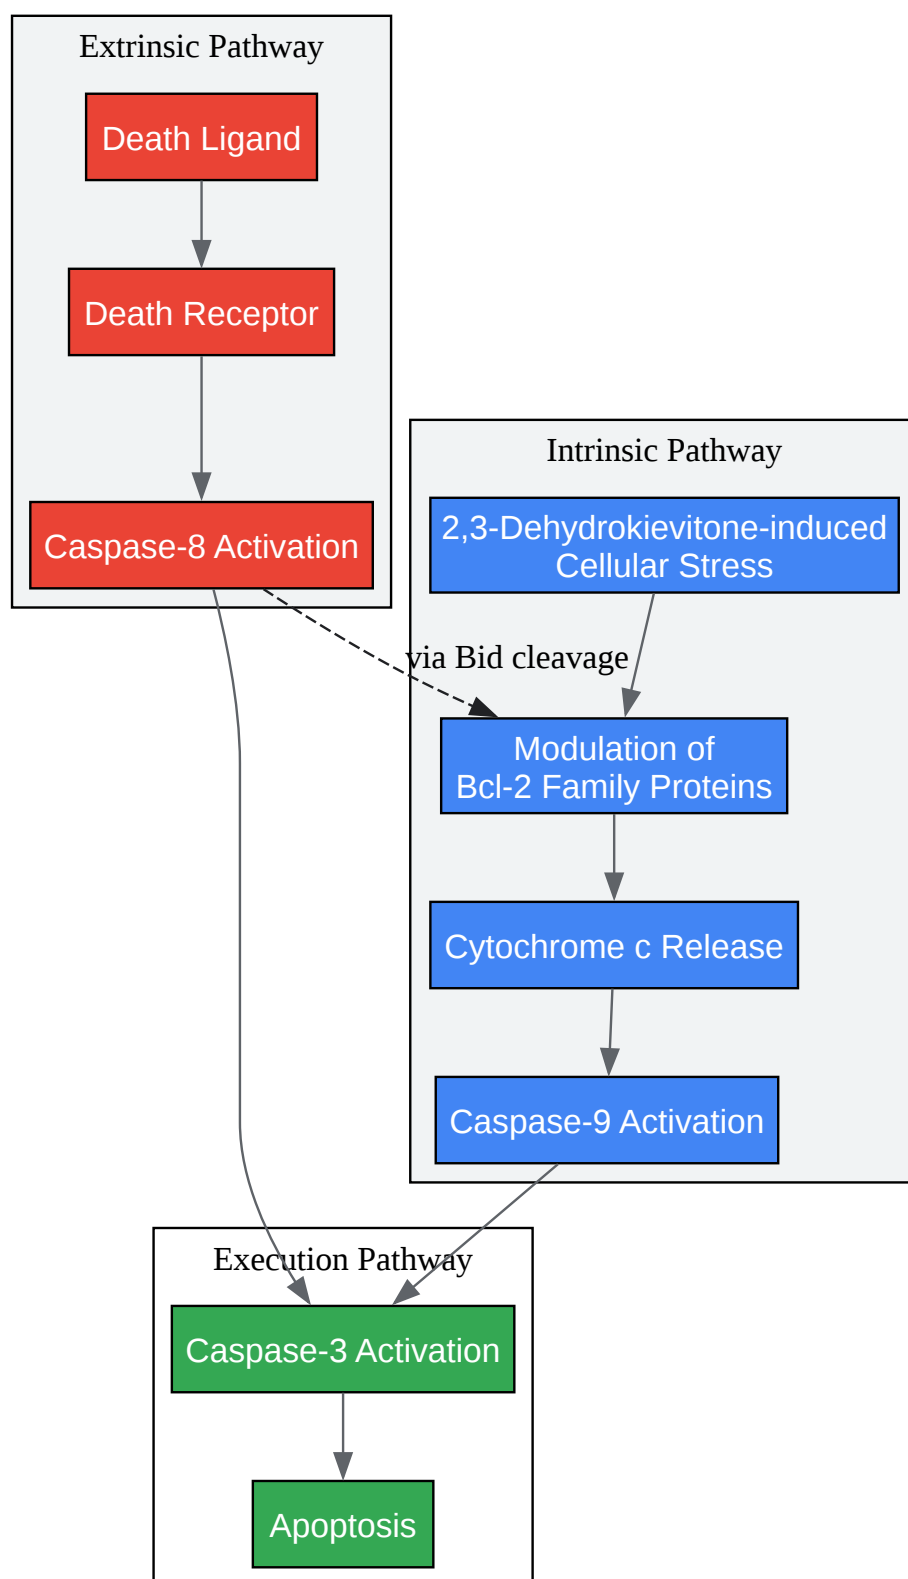 Extrinsic Pathway
Death Ligand
Death Receptor
Caspase-8 Activation
Intrinsic Pathway
2,3-Dehydrokievitone-induced
Cellular Stress
via Bid cleavage
Modulation of
Bcl-2 Family Proteins
Cytochrome c Release
Caspase-9 Activation
Execution Pathway
Caspase-3 Activation
Apoptosis